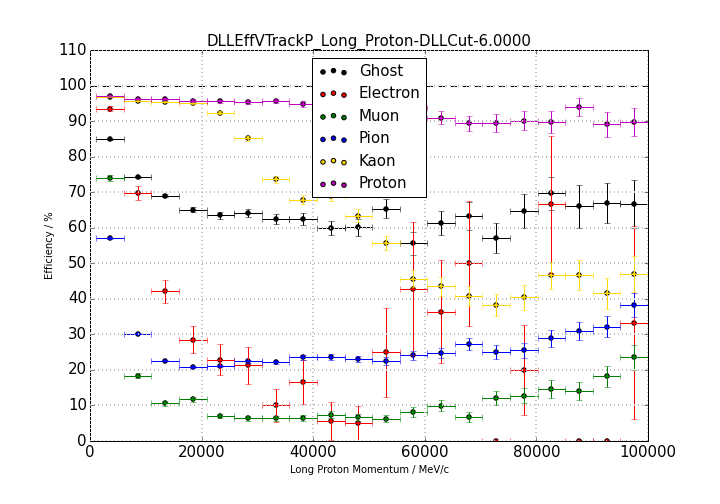 DLLEffVTrackP_Long_Proton-DLLCut-6.0000
110
100
90
80
70
60
50
40
30
20
10
0
Efficiency / %
Ghost
Electron
Muon
Pion
Kaon
Proton
0 20000 40000 60000 80000 100000
Long Proton Momentum / MeV/c